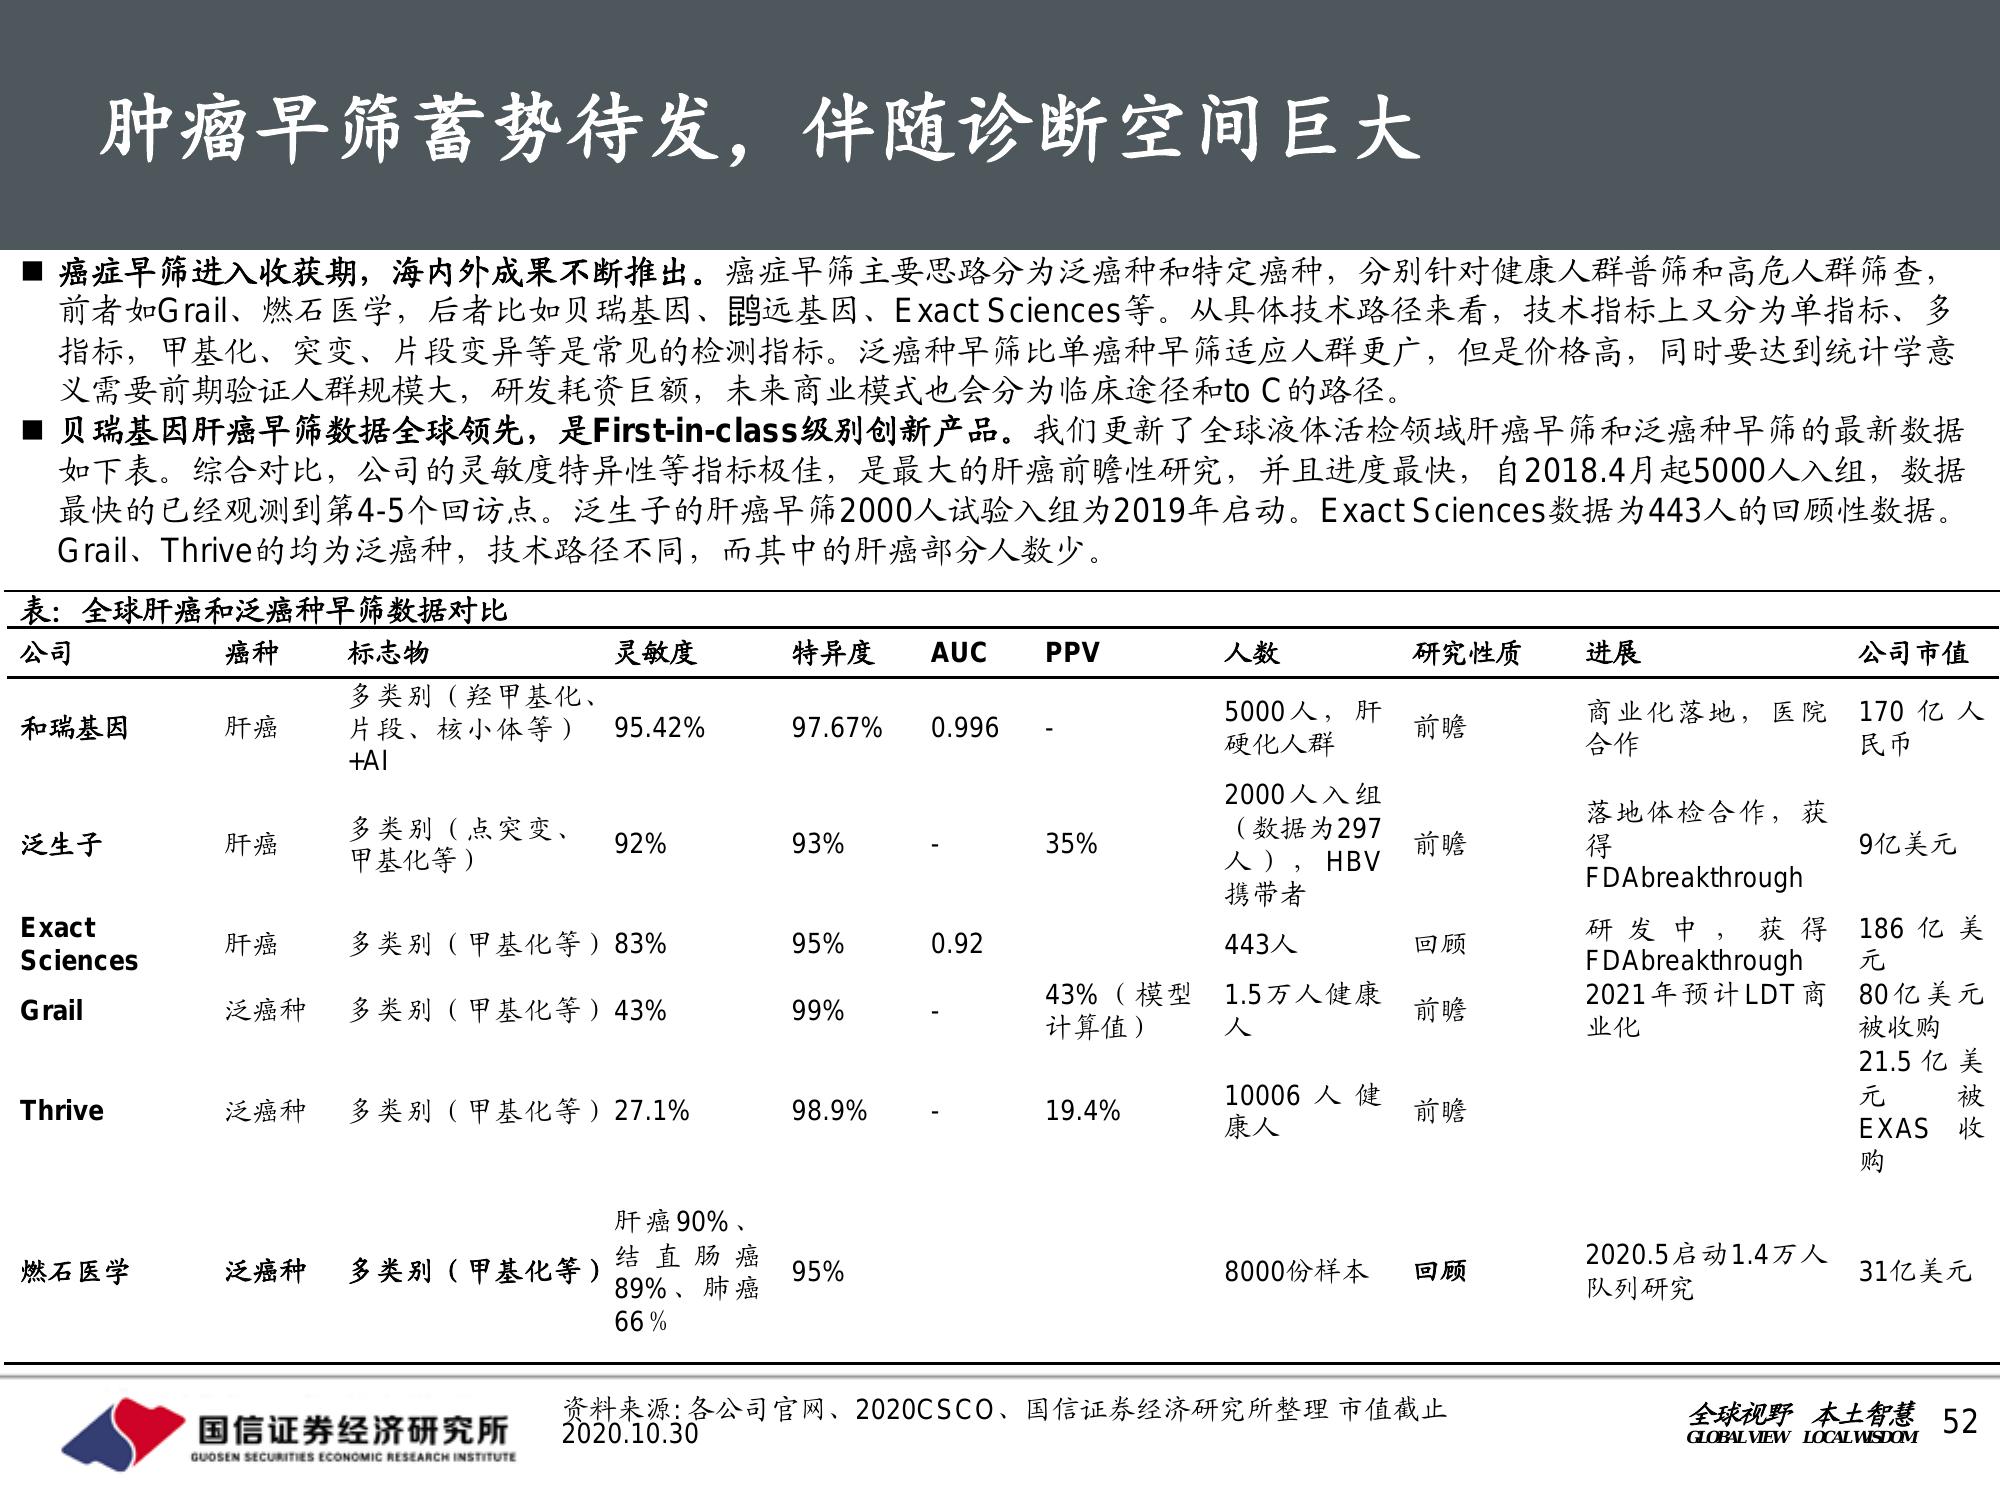 肿瘤早筛蓄势待发，伴随诊断空间巨大
■ 癌症早筛进入收获期，海内外成果不断推出。癌症早筛主要思路分为泛癌种和特定癌种，分别针对健康人群普筛和高危人群筛查，
前者如Grail、燃石医学，后者比如贝瑞基因、鹍远基因、Exact Sciences等。从具体技术路径来看，技术指标上又分为单指标、多
指标，甲基化、突变、片段变异等是常见的检测指标。泛癌种早筛比单癌种早筛适应人群更广，但是价格高，同时要达到统计学意
义需要前期验证人群规模大，研发耗资巨额，未来商业模式也会分为临床途径和to C的路径。
■ 贝瑞基因肝癌早筛数据全球领先，是First-in-class级别创新产品。我们更新了全球液体活检领域肝癌早筛和泛癌种早筛的最新数据
如下表。综合对比，公司的灵敏度特异性等指标极佳，是最大的肝癌前瞻性研究，并且进度最快，自2018.4月起5000人入组，数据
最快的已经观测到第4-5个回访点。泛生子的肝癌早筛2000人试验入组为2019年启动。Exact Sciences数据为443人的回顾性数据。
Grail、Thrive的均为泛癌种，技术路径不同，而其中的肝癌部分人数少。
表：全球肝癌和泛癌种早筛数据对比
公司 癌种 标志物 灵敏度 特异度 AUC PPV 人数 研究性质 进展 公司市值
和瑞基因 肝癌 多类别（羟甲基化、片段、核小体等）+AI 95.42% 97.67% 0.996 - 5000人，肝硬化人群 前瞻 商业化落地，医院合作 170亿人民币
泛生子 肝癌 多类别（点突变、甲基化等） 92% 93% - 35% 2000人入组（数据为297人），HBV携带者 前瞻 落地体检合作，获得FDAbreakthrough 9亿美元
Exact Sciences 肝癌 多类别（甲基化等） 83% 95% 0.92 443人 回顾 研发中，获得FDAbreakthrough 186亿美元
Grail 泛癌种 多类别（甲基化等） 43% 99% - 43%（模型计算值） 1.5万人健康人 前瞻 2021年预计LDT商业化 80亿美元被收购
Thrive 泛癌种 多类别（甲基化等） 27.1% 98.9% - 19.4% 10006人健康人 前瞻 21.5亿美元被EXAS收购
燃石医学 泛癌种 多类别（甲基化等） 肝癌90%、结直肠癌89%、肺癌66% 95% 8000份样本 回顾 2020.5启动1.4万人队列研究 31亿美元
国信证券经济研究所
GUOSEN SECURITIES ECONOMIC RESEARCH INSTITUTE
资料来源:各公司官网、2020CSCO、国信证券经济研究所整理 市值截止
2020.10.30
全球视野 本土智慧
GLOBAL VIEW LOCAL WISDOM
52